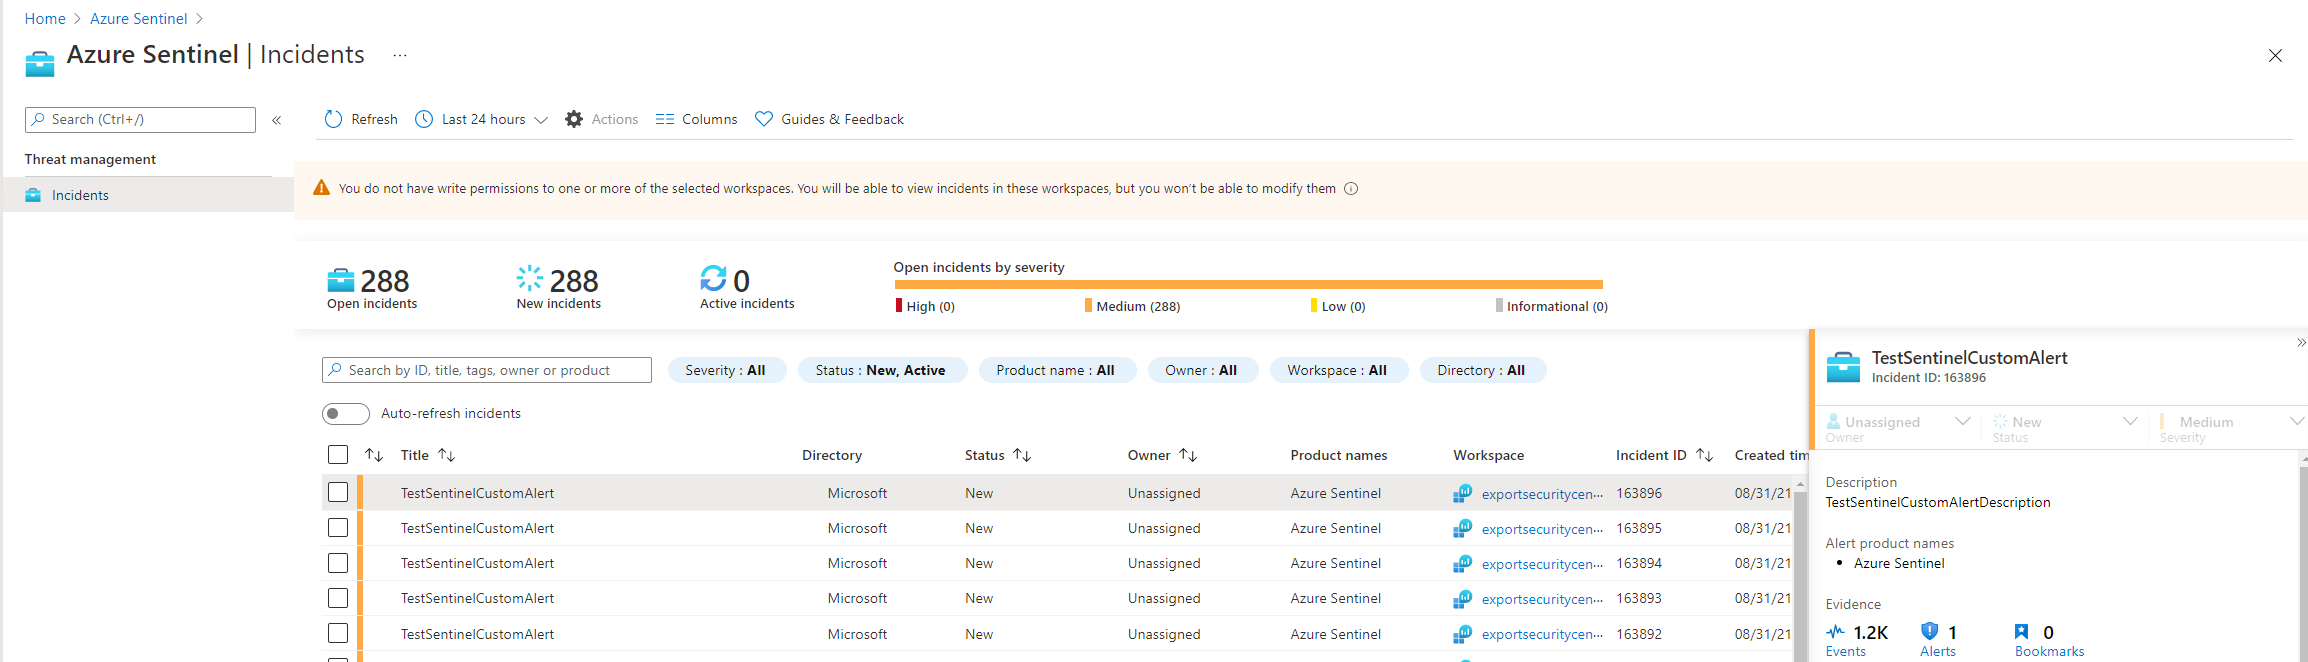 Home > Azure Sentinel >
Azure Sentinel | Incidents ...
Search (Ctrl+/) «
Threat management
Incidents
Refresh Last 24 hours Actions Columns Guides & Feedback
You do not have write permissions to one or more of the selected workspaces. You will be able to view incidents in these workspaces, but you won't be able to modify them
288 Open incidents
288 New incidents
0 Active incidents
Open incidents by severity
High (0) Medium (288) Low (0) Informational (0)
Search by ID, title, tags, owner or product Severity : All Status : New, Active Product name : All Owner : All Workspace : All Directory : All
Auto-refresh incidents
Title Directory Status Owner Product names Workspace Incident ID Created tim
TestSentinelCustomAlert Microsoft New Unassigned Azure Sentinel exportsecuritycen... 163896 08/31/21
TestSentinelCustomAlert Microsoft New Unassigned Azure Sentinel exportsecuritycen... 163895 08/31/21
TestSentinelCustomAlert Microsoft New Unassigned Azure Sentinel exportsecuritycen... 163894 08/31/21
TestSentinelCustomAlert Microsoft New Unassigned Azure Sentinel exportsecuritycen... 163893 08/31/21
TestSentinelCustomAlert Microsoft New Unassigned Azure Sentinel exportsecuritycen... 163892 08/31/21
»
TestSentinelCustomAlert
Incident ID: 163896
Unassigned New Medium
Owner Status Severity
Description
TestSentinelCustomAlertDescription
Alert product names
• Azure Sentinel
Evidence
1.2K 1 0
Events Alerts Bookmarks